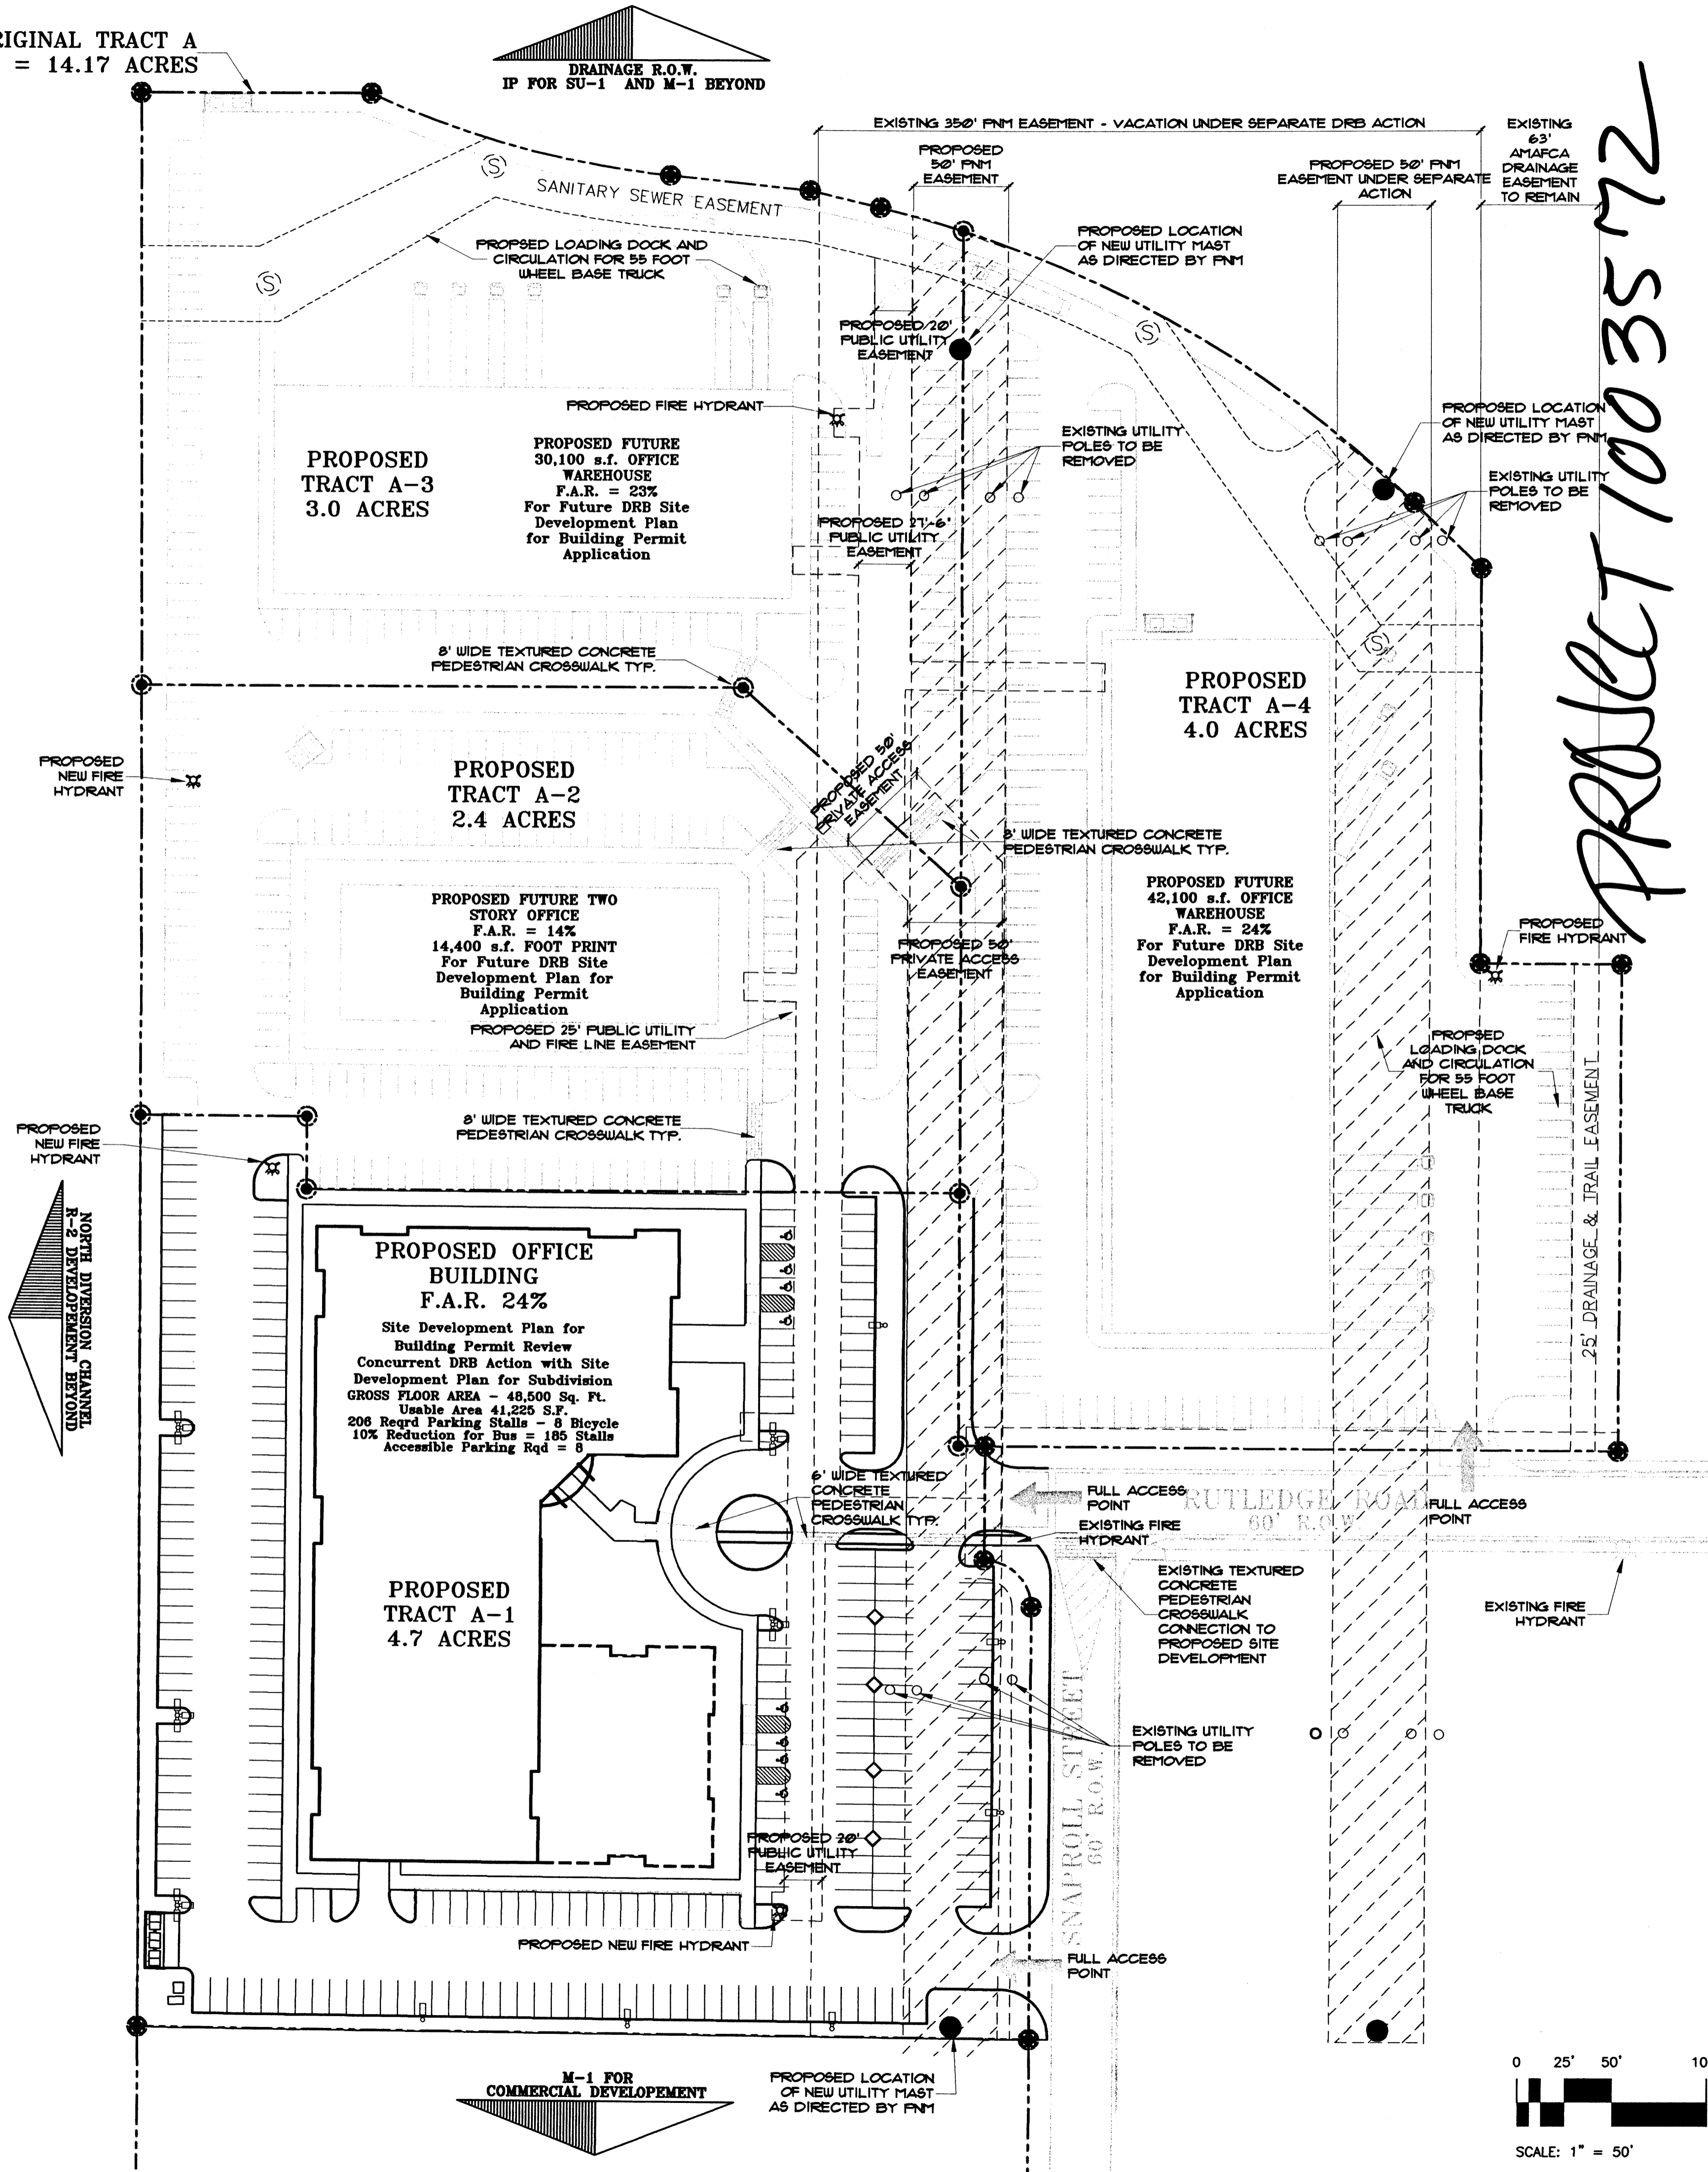 RIGINAL TRACT A
= 14.17 ACRES
DRAINAGE R.O.W.
IP FOR SU-1 AND M-1 BEYOND
EXISTING 350' PNM EASEMENT - VACATION UNDER SEPARATE DRB ACTION
PROPOSED
50' PNM
EASEMENT
PROPOSED 50' PNM
EASEMENT UNDER SEPARATE
ACTION
EXISTING
63'
AMAFCA
DRAINAGE
EASEMENT
TO REMAIN
PROJECT 1003572
SANITARY SEWER EASEMENT
S
S
S
S
PROPSED LOADING DOCK AND
CIRCULATION FOR 55 FOOT
WHEEL BASE TRUCK
PROPOSED LOCATION
OF NEW UTILITY MAST
AS DIRECTED BY PNM
PROPOSED 20'
PUBLIC UTILITY
EASEMENT
PROPOSED FIRE HYDRANT
PROPOSED LOCATION
OF NEW UTILITY MAST
AS DIRECTED BY PNM
EXISTING UTILITY
POLES TO BE
REMOVED
EXISTING UTILITY
POLES TO BE
REMOVED
PROPOSED
TRACT A-3
3.0 ACRES
PROPOSED FUTURE
30,100 s.f. OFFICE
WAREHOUSE
F.A.R. = 23%
For Future DRB Site
Development Plan
for Building Permit
Application
PROPOSED 27'-6"
PUBLIC UTILITY
EASEMENT
8' WIDE TEXTURED CONCRETE
PEDESTRIAN CROSSWALK TYP.
PROPOSED
TRACT A-4
4.0 ACRES
PROPOSED
NEW FIRE
HYDRANT
PROPOSED
TRACT A-2
2.4 ACRES
PROPOSED 50'
PRIVATE ACCESS
EASEMENT
8' WIDE TEXTURED CONCRETE
PEDESTRIAN CROSSWALK TYP.
PROPOSED FUTURE TWO
STORY OFFICE
F.A.R. = 14%
14,400 s.f. FOOT PRINT
For Future DRB Site
Development Plan for
Building Permit
Application
PROPOSED FUTURE
42,100 s.f. OFFICE
WAREHOUSE
F.A.R. = 24%
For Future DRB Site
Development Plan
for Building Permit
Application
PROPOSED
FIRE HYDRANT
PROPOSED 50'
PRIVATE ACCESS
EASEMENT
PROPOSED 25' PUBLIC UTILITY
AND FIRE LINE EASEMENT
PROPSED
LOADING DOCK
AND CIRCULATION
FOR 55 FOOT
WHEEL BASE
TRUCK
25' DRAINAGE & TRAIL EASEMENT
8' WIDE TEXTURED CONCRETE
PEDESTRIAN CROSSWALK TYP.
PROPOSED
NEW FIRE
HYDRANT
NORTH DIVERSION CHANNEL
R-2 DEVELOPEMENT BEYOND
PROPOSED OFFICE
BUILDING
F.A.R. 24%
Site Development Plan for
Building Permit Review
Concurrent DRB Action with Site
Development Plan for Subdivision
GROSS FLOOR AREA - 48,500 Sq. Ft.
Usable Area 41,225 S.F.
206 Reqrd Parking Stalls - 8 Bicycle
10% Reduction for Bus = 185 Stalls
Accessible Parking Rqd = 8
6' WIDE TEXTURED
CONCRETE
PEDESTRIAN
CROSSWALK TYP.
FULL ACCESS
POINT
RUTLEDGE ROAD
60' R.O.W.
FULL ACCESS
POINT
EXISTING FIRE
HYDRANT
EXISTING TEXTURED
CONCRETE
PEDESTRIAN
CROSSWALK
CONNECTION TO
PROPOSED SITE
DEVELOPMENT
EXISTING FIRE
HYDRANT
PROPOSED
TRACT A-1
4.7 ACRES
SNAPROLL STREET
60' R.O.W.
EXISTING UTILITY
POLES TO BE
REMOVED
PROPOSED 20'
PUBLIC UTILITY
EASEMENT
PROPOSED NEW FIRE HYDRANT
FULL ACCESS
POINT
M-1 FOR
COMMERCIAL DEVELOPEMENT
PROPOSED LOCATION
OF NEW UTILITY MAST
AS DIRECTED BY PNM
0 25' 50' 10
SCALE: 1" = 50'